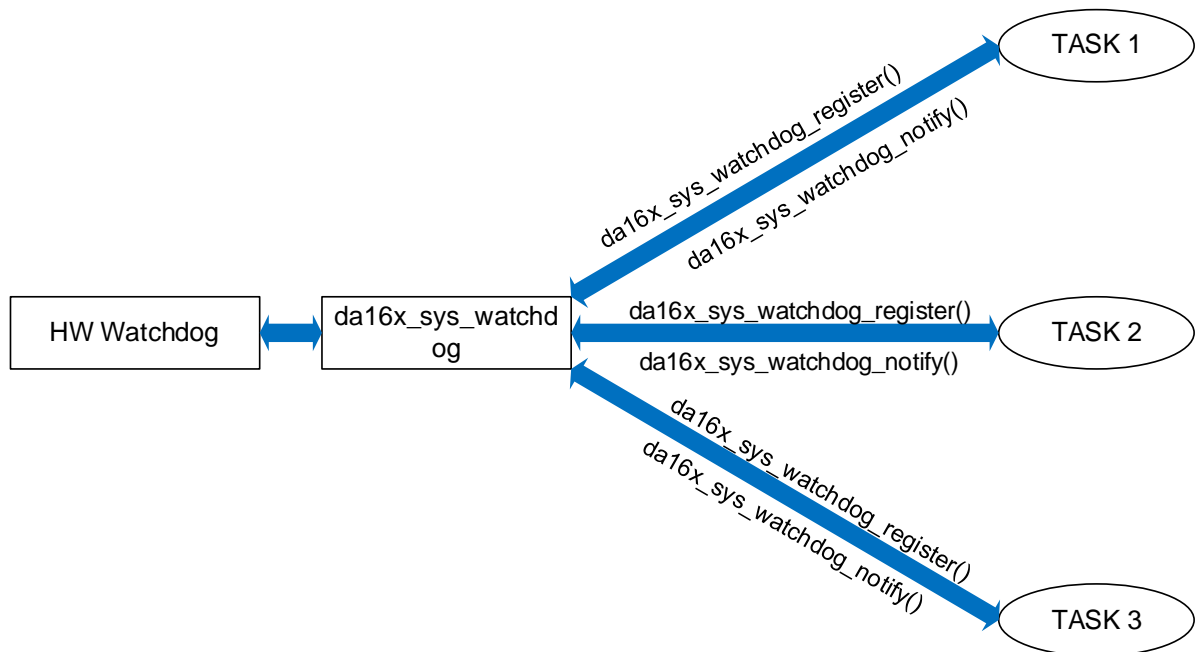 TASK 1
da16x_sys_watchdog_register()
da16x_sys_watchdog_notify()
HW Watchdog
da16x_sys_watchd
og
da16x_sys_watchdog_register()
da16x_sys_watchdog_notify()
TASK 2
da16x_sys_watchdog_register()
da16x_sys_watchdog_notify()
TASK 3